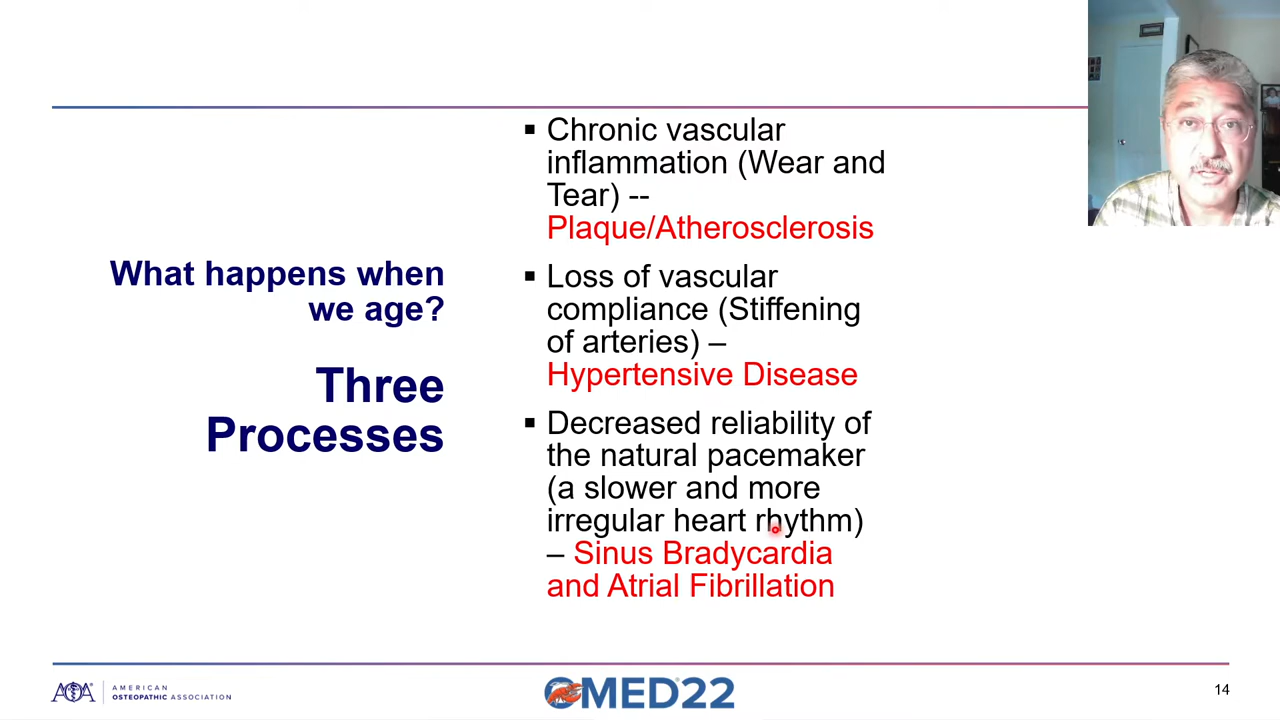 What happens when
we age?
Three
Processes
▪ Chronic vascular
inflammation (Wear and
Tear) --
Plaque/Atherosclerosis
▪ Loss of vascular
compliance (Stiffening
of arteries) –
Hypertensive Disease
▪ Decreased reliability of
the natural pacemaker
(a slower and more
irregular heart rhythm)
– Sinus Bradycardia
and Atrial Fibrillation
AOA
AMERICAN
OSTEOPATHIC ASSOCIATION
OMED22
14